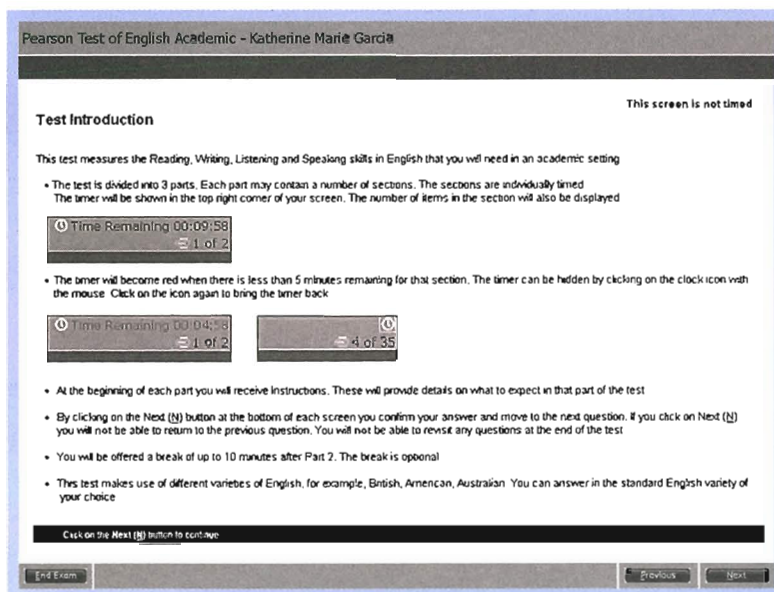 Pearson Test of English Academic – Katherine Marie Garcia
This screen is not timed
Test Introduction
This test measures the Reading, Writing, Listening and Speaking skills in English that you will need in an academic setting
• The test is divided into 3 parts. Each part may contain a number of sections. The sections are individually timed
The timer will be shown in the top right corner of your screen. The number of items in the section will also be displayed
Time Remaining 00:09:58
1 of 2
• The timer will become red when there is less than 5 minutes remaining for that section. The timer can be hidden by clicking on the clock icon with
the mouse Click on the icon again to bring the timer back
Time Remaining 00:04:58
1 of 2
4 of 35
• At the beginning of each part you will receive instructions. These will provide details on what to expect in that part of the test
• By clicking on the Next (N) button at the bottom of each screen you confirm your answer and move to the next question. If you click on Next (N)
you will not be able to return to the previous question. You will not be able to revisit any questions at the end of the test
• You will be offered a break of up to 10 minutes after Part 2. The break is optional
• This test makes use of different varieties of English, for example, British, American, Australian You can answer in the standard English variety of
your choice
Click on the Next (N) button to continue
End Exam
Previous
Next